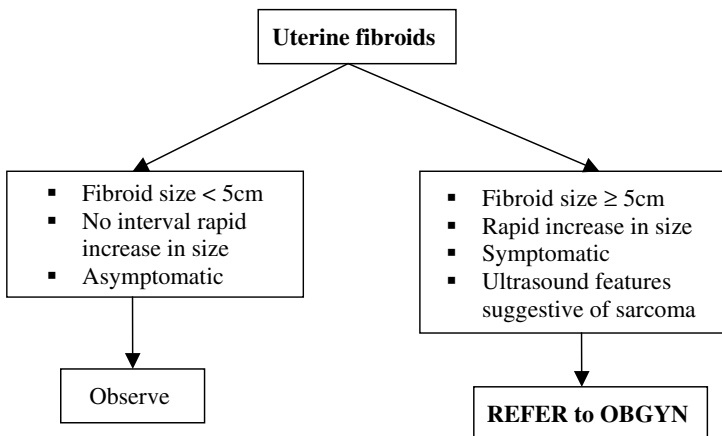 Uterine fibroids
▪ Fibroid size < 5cm
▪ No interval rapid
increase in size
▪ Asymptomatic
▪ Fibroid size ≥ 5cm
▪ Rapid increase in size
▪ Symptomatic
▪ Ultrasound features
suggestive of sarcoma
Observe
REFER to OBGYN